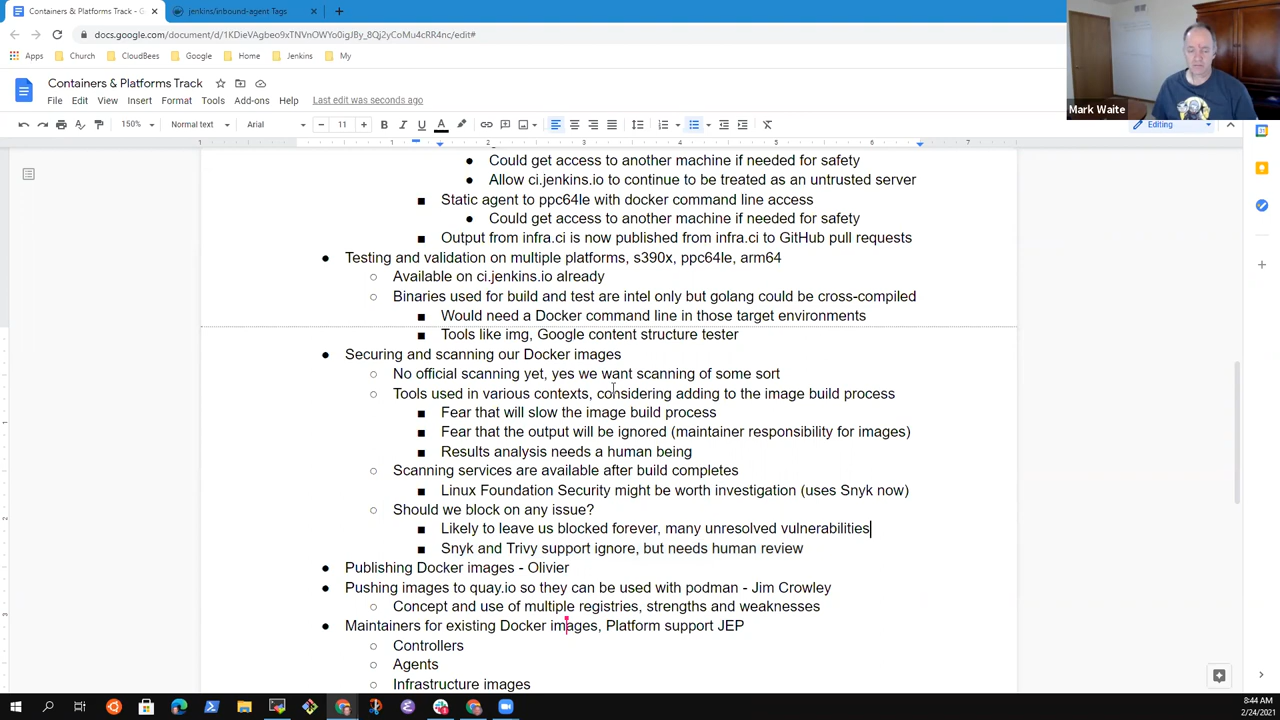 Containers & Platforms Track - G
jenkins/inbound-agent Tags
docs.google.com/document/d/1KDieVAgbeo9xTNVnOWYo0igJ8y_8Qj2yCoMu4cRR4nc/edit#
Apps Church CloudBees Google Home Jenkins My
Containers & Platforms Track
File Edit View Insert Format Tools Add-ons Help Last edit was seconds ago
Mark Waite
150% Normal text Arial 11 Editing
1 1 2 3 4 5 6 7
Could get access to another machine if needed for safety
Allow ci.jenkins.io to continue to be treated as an untrusted server
Static agent to ppc64le with docker command line access
Could get access to another machine if needed for safety
Output from infra.ci is now published from infra.ci to GitHub pull requests
Testing and validation on multiple platforms, s390x, ppc64le, arm64
Available on ci.jenkins.io already
Binaries used for build and test are intel only but golang could be cross-compiled
Would need a Docker command line in those target environments
Tools like img, Google content structure tester
Securing and scanning our Docker images
No official scanning yet, yes we want scanning of some sort
Tools used in various contexts, considering adding to the image build process
Fear that will slow the image build process
Fear that the output will be ignored (maintainer responsibility for images)
Results analysis needs a human being
Scanning services are available after build completes
Linux Foundation Security might be worth investigation (uses Snyk now)
Should we block on any issue?
Likely to leave us blocked forever, many unresolved vulnerabilities
Snyk and Trivy support ignore, but needs human review
Publishing Docker images - Olivier
Pushing images to quay.io so they can be used with podman - Jim Crowley
Concept and use of multiple registries, strengths and weaknesses
Maintainers for existing Docker images, Platform support JEP
Controllers
Agents
Infrastructure images
8:44 AM
2/24/2021